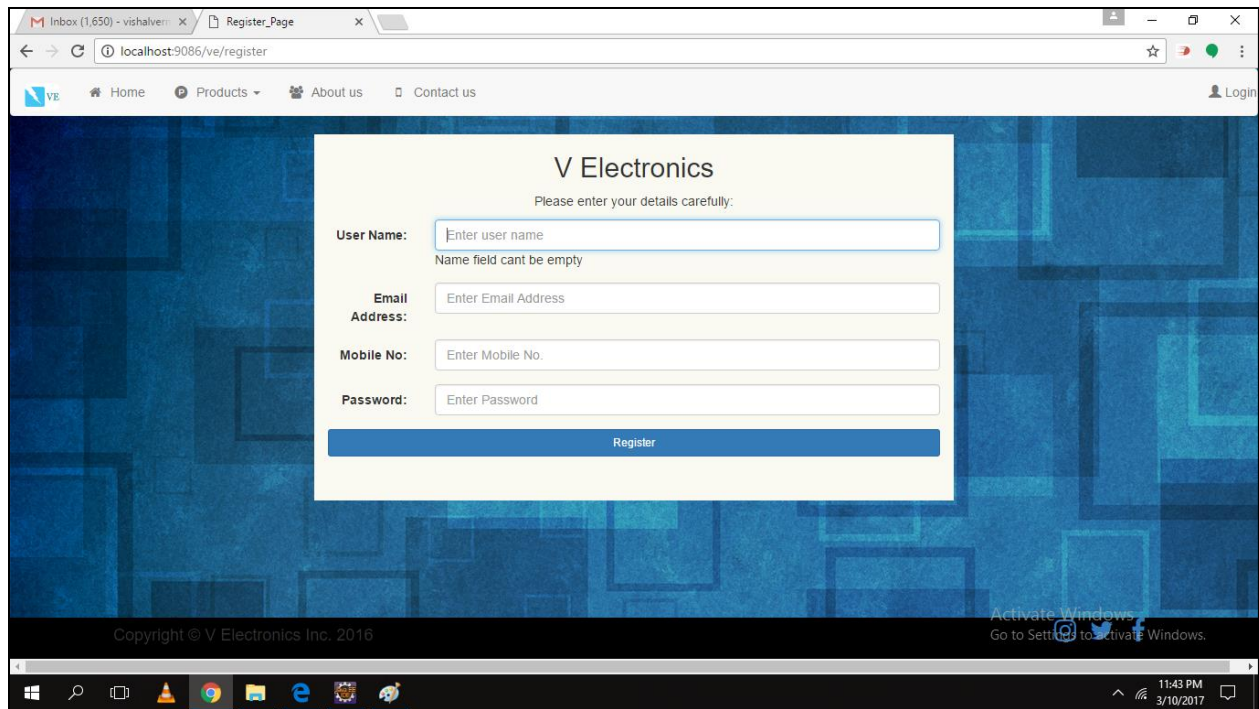 Inbox (1,650) - vishalvern
Register_Page
localhost:9086/ve/register
VE Home Products About us Contact us Login
V Electronics
Please enter your details carefully:
User Name: Enter user name
Name field cant be empty
Email Address: Enter Email Address
Mobile No: Enter Mobile No.
Password: Enter Password
Register
Activate Windows
Copyright © V Electronics Inc. 2016
Go to Settings to activate Windows.
11:43 PM
3/10/2017